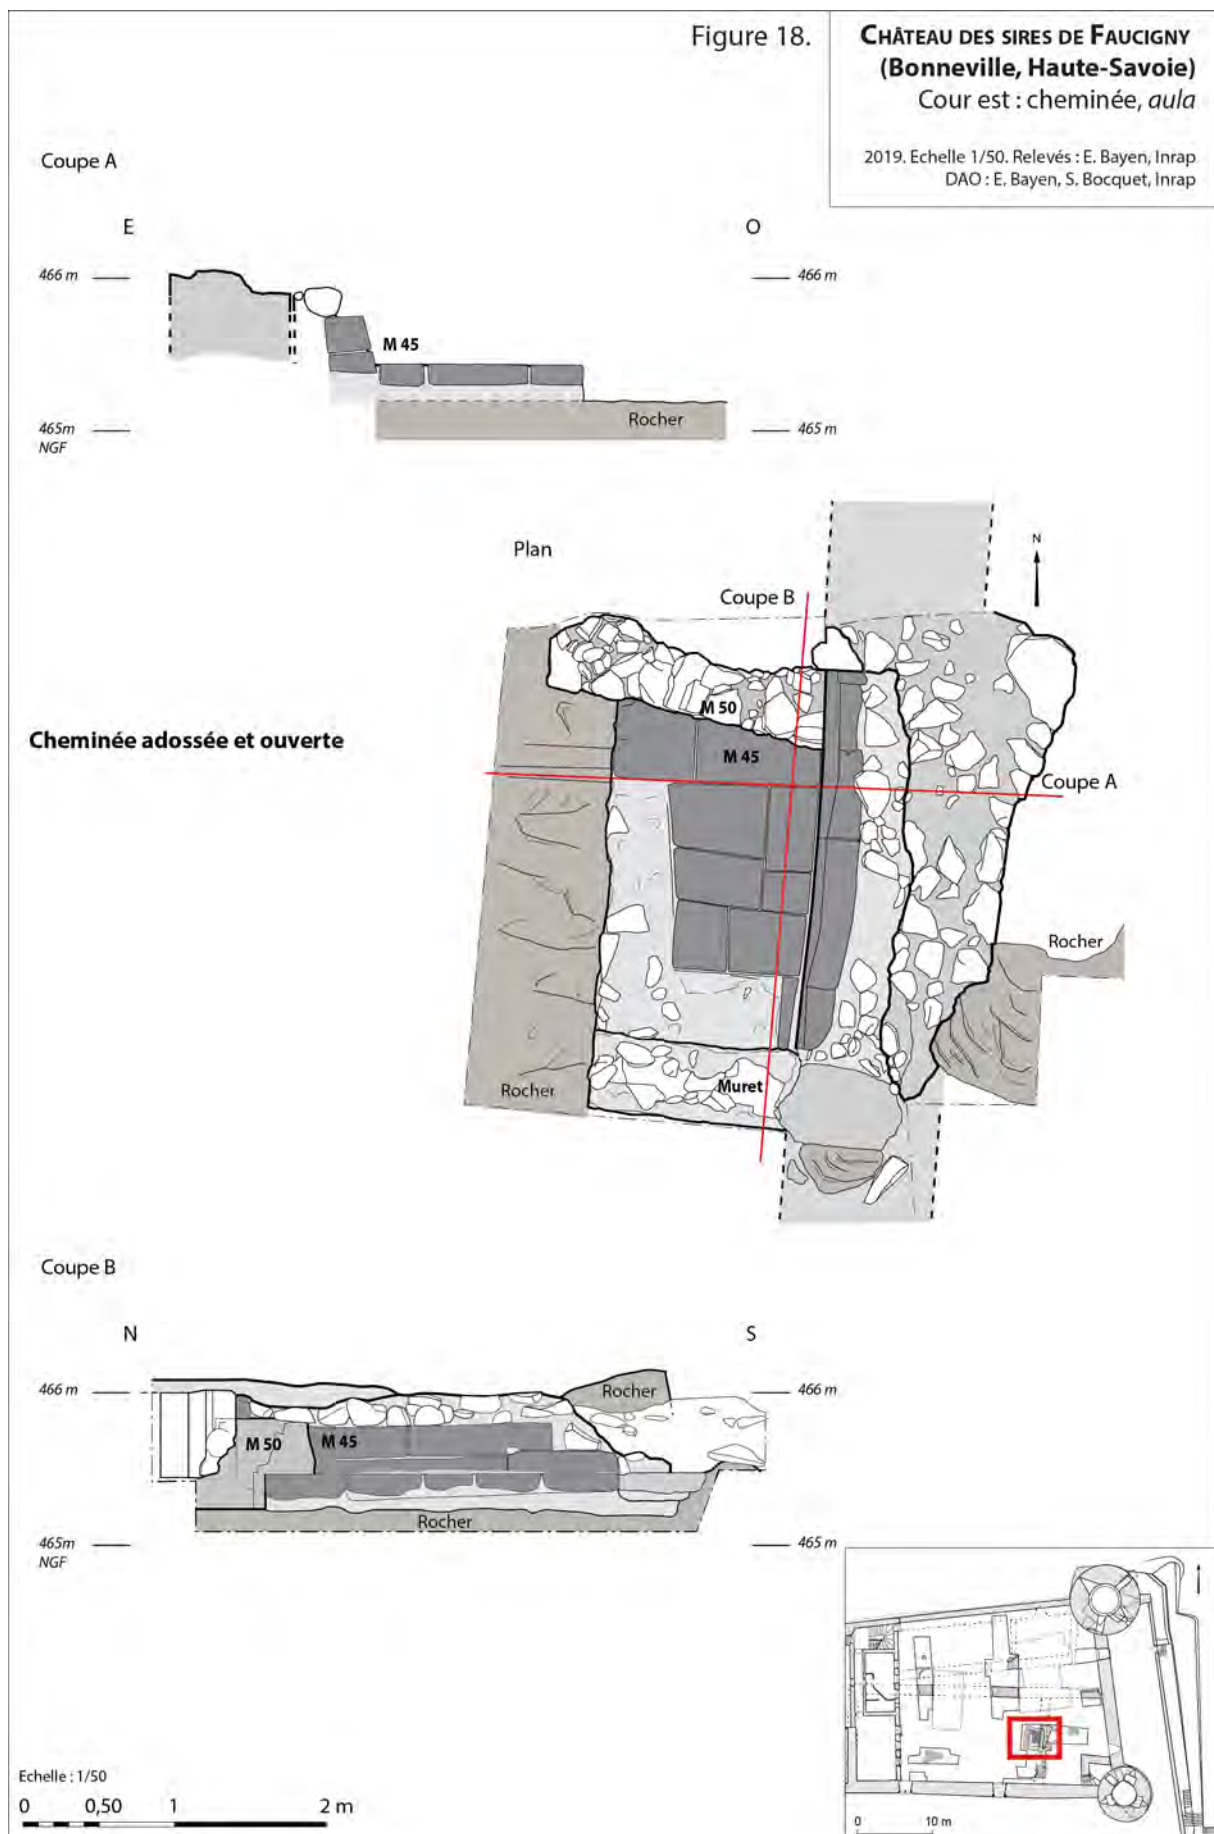 Figure 18.
CHÂTEAU DES SIRES DE FAUCIGNY
(Bonneville, Haute-Savoie)
Cour est : cheminée, aula
2019. Echelle 1/50. Relevés : E. Bayen, Inrap
DAO : E. Bayen, S. Bocquet, Inrap
Coupe A
E
O
466 m
466 m
M 45
Rocher
465m
NGF
465 m
Plan
N
Coupe B
M 50
Cheminée adossée et ouverte
M 45
Coupe A
Rocher
Rocher
Muret
Coupe B
N
S
466 m
466 m
Rocher
M 50
M 45
Rocher
465m
NGF
465 m
Echelle : 1/50
0 0,50 1 2 m
0 10 m